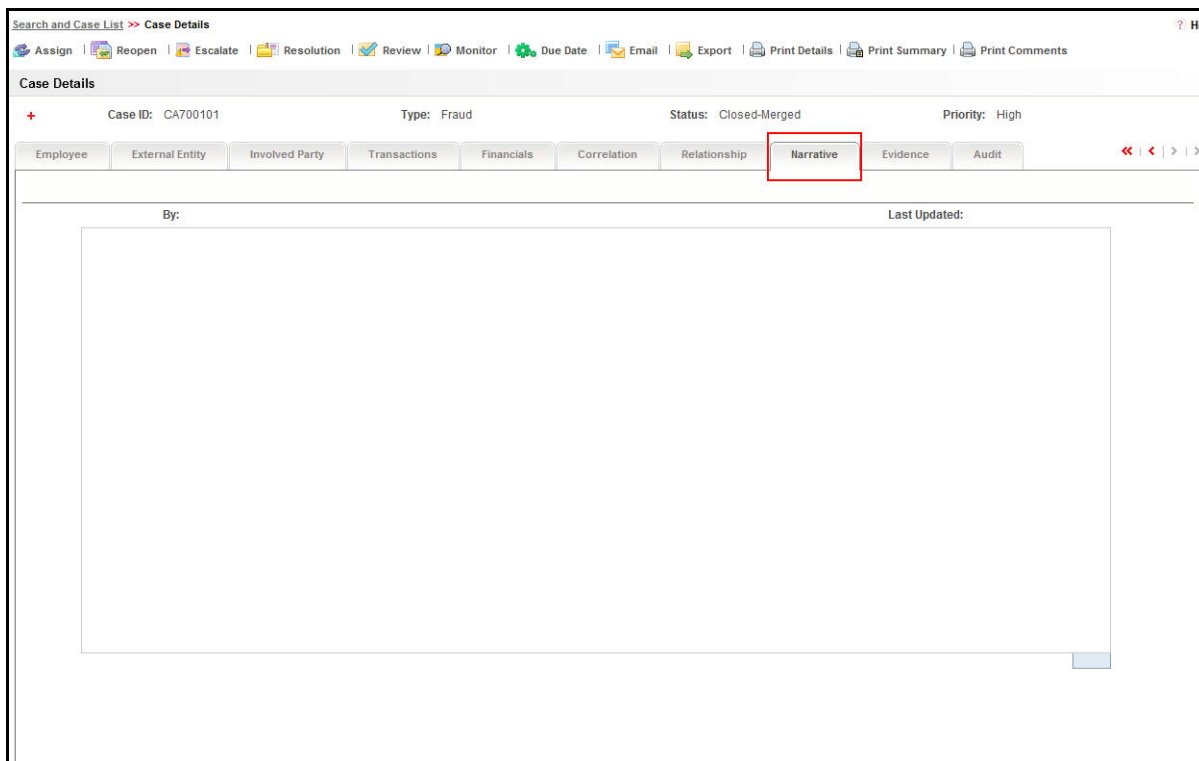 Search and Case List >> Case Details ? H
Assign | Reopen | Escalate | Resolution | Review | Monitor | Due Date | Email | Export | Print Details | Print Summary | Print Comments
Case Details
+ Case ID: CA700101 Type: Fraud Status: Closed-Merged Priority: High
Employee External Entity Involved Party Transactions Financials Correlation Relationship Narrative Evidence Audit
By: Last Updated: